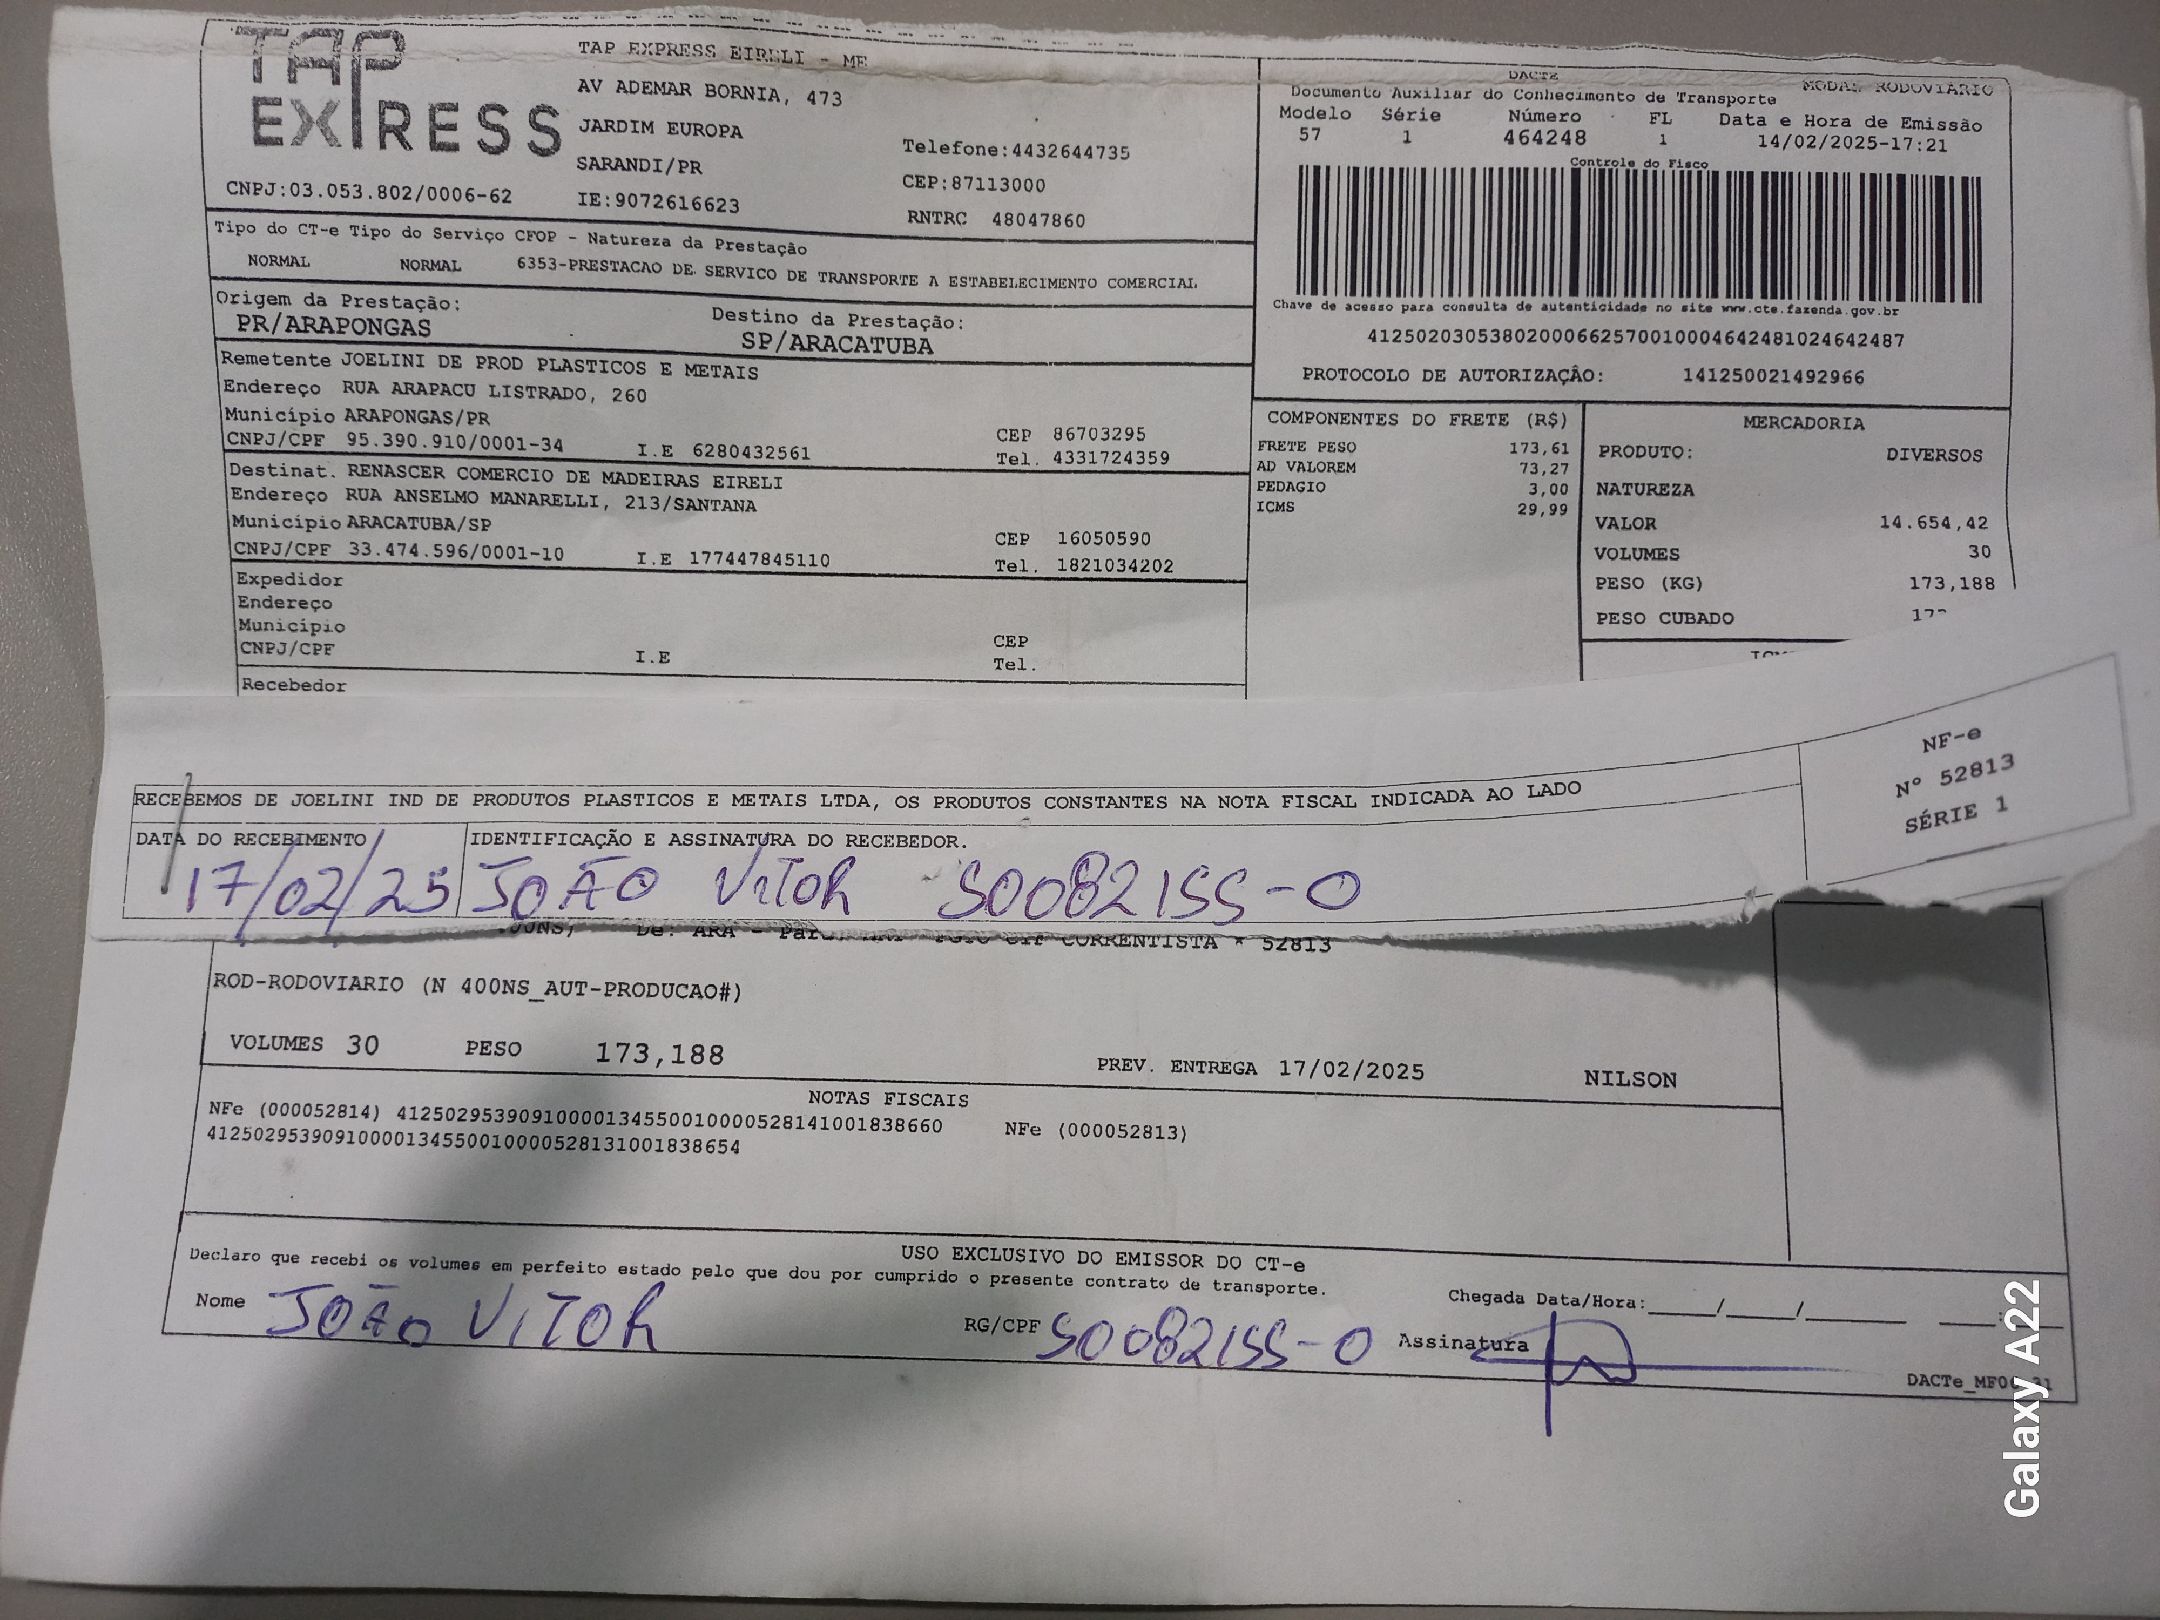 TAP EXPRESS
TAP EXPRESS EIRELI - ME
AV ADEMAR BORNIA, 473
JARDIM EUROPA
SARANDI/PR
Telefone:4432644735
CEP:87113000
CNPJ:03.053.802/0006-62 IE:9072616623 RNTRC 48047860
DACTE MODAL RODOVIARIO
Documento Auxiliar do Conhecimento de Transporte
Modelo Série Número FL Data e Hora de Emissão
57 1 464248 1 14/02/2025-17:21
Controle do Fisco
Chave de acesso para consulta de autenticidade no site www.cte.fazenda.gov.br
41250203053802000662570010004642481024642487
PROTOCOLO DE AUTORIZAÇÂO: 141250021492966
Tipo do CT-e Tipo do Serviço CFOP - Natureza da Prestação
NORMAL NORMAL 6353-PRESTACAO DE SERVICO DE TRANSPORTE A ESTABELECIMENTO COMERCIAL
Origem da Prestação: Destino da Prestação:
PR/ARAPONGAS SP/ARACATUBA
Remetente JOELINI DE PROD PLASTICOS E METAIS
Endereço RUA ARAPACU LISTRADO, 260
Município ARAPONGAS/PR CEP 86703295
CNPJ/CPF 95.390.910/0001-34 I.E 6280432561 Tel. 4331724359
Destinat. RENASCER COMERCIO DE MADEIRAS EIRELI
Endereço RUA ANSELMO MANARELLI, 213/SANTANA
Município ARACATUBA/SP CEP 16050590
CNPJ/CPF 33.474.596/0001-10 I.E 177447845110 Tel. 1821034202
Expedidor
Endereço
Município CEP
CNPJ/CPF I.E Tel.
Recebedor
COMPONENTES DO FRETE (R$)
FRETE PESO 173,61
AD VALOREM 73,27
PEDAGIO 3,00
ICMS 29,99
MERCADORIA
PRODUTO: DIVERSOS
NATUREZA
VALOR 14.654,42
VOLUMES 30
PESO (KG) 173,188
PESO CUBADO
RECEBEMOS DE JOELINI IND DE PRODUTOS PLASTICOS E METAIS LTDA, OS PRODUTOS CONSTANTES NA NOTA FISCAL INDICADA AO LADO
NF-e
Nº 52813
SÉRIE 1
DATA DO RECEBIMENTO IDENTIFICAÇÃO E ASSINATURA DO RECEBEDOR.
17/02/25 JOÃO VITOR 50082155-0
De: ARA - CORRENTISTA * 52813
ROD-RODOVIARIO (N 400NS_AUT-PRODUCAO#)
VOLUMES 30 PESO 173,188 PREV. ENTREGA 17/02/2025 NILSON
NOTAS FISCAIS
NFe (000052814) 41250295390910000134550010000528141001838660 NFe (000052813)
41250295390910000134550010000528131001838654
USO EXCLUSIVO DO EMISSOR DO CT-e
Declaro que recebi os volumes em perfeito estado pelo que dou por cumprido o presente contrato de transporte.
Nome JOÃO VITOR RG/CPF 50082155-0 Assinatura
Chegada Data/Hora:_____/_____/______ ____:____
Galaxy A22